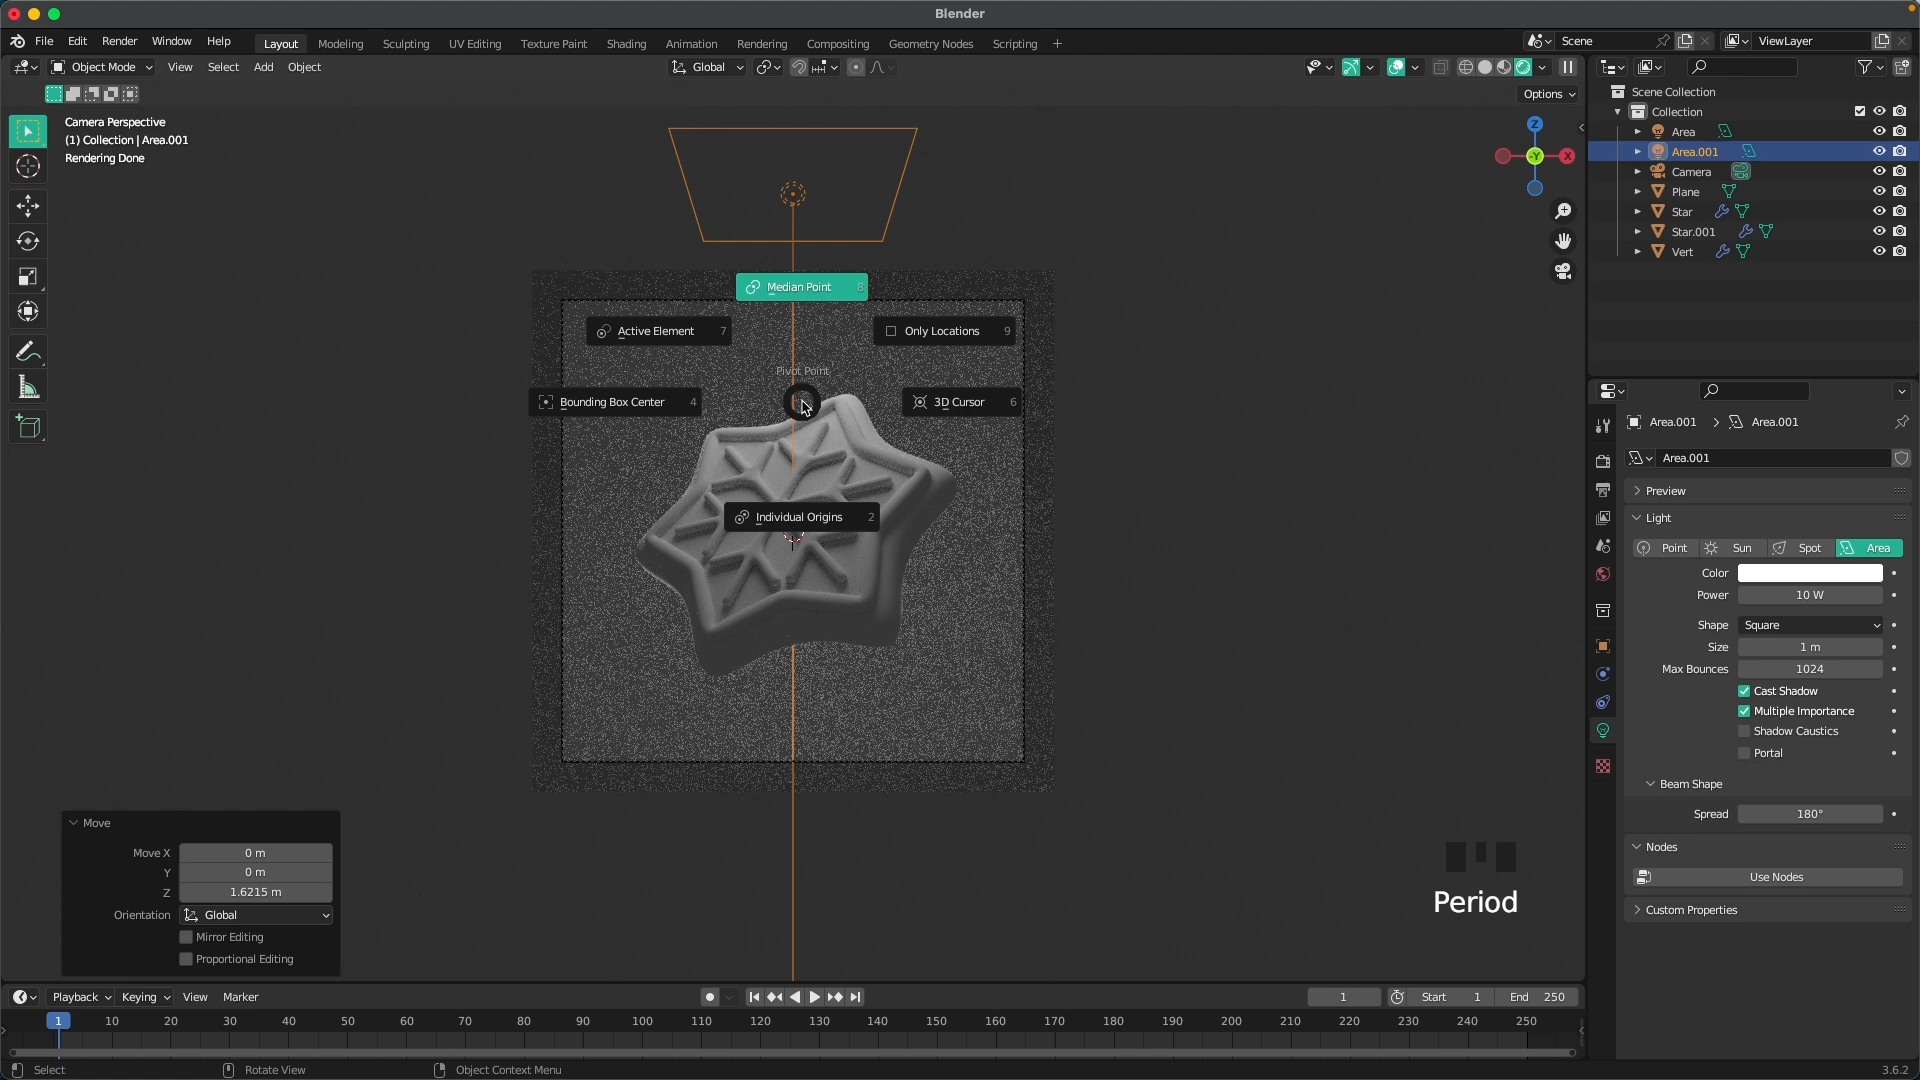 Blender
File Edit Render Window Help
Layout Modeling Sculpting UV Editing Texture Paint Shading Animation Rendering Compositing Geometry Nodes Scripting +
Scene
ViewLayer
Object Mode View Select Add Object
Global
Options
Camera Perspective
(1) Collection | Area.001
Rendering Done
Z
-Y
X
Median Point 8
Active Element 7
Only Locations 9
Pivot Point
Bounding Box Center 4
3D Cursor 6
Individual Origins 2
Scene Collection
Collection
Area
Area.001
Camera
Plane
Star
Star.001
Vert
Area.001 > Area.001
Area.001
Preview
Light
Point Sun Spot Area
Color
Power 10 W
Shape Square
Size 1 m
Max Bounces 1024
Cast Shadow
Multiple Importance
Shadow Caustics
Portal
Beam Shape
Spread 180°
Nodes
Use Nodes
Custom Properties
Move
Move X 0 m
Y 0 m
Z 1.6215 m
Orientation Global
Mirror Editing
Proportional Editing
Period
Playback Keying View Marker
1
Start 1 End 250
1 10 20 30 40 50 60 70 80 90 100 110 120 130 140 150 160 170 180 190 200 210 220 230 240 250
Select Rotate View Object Context Menu
3.6.2